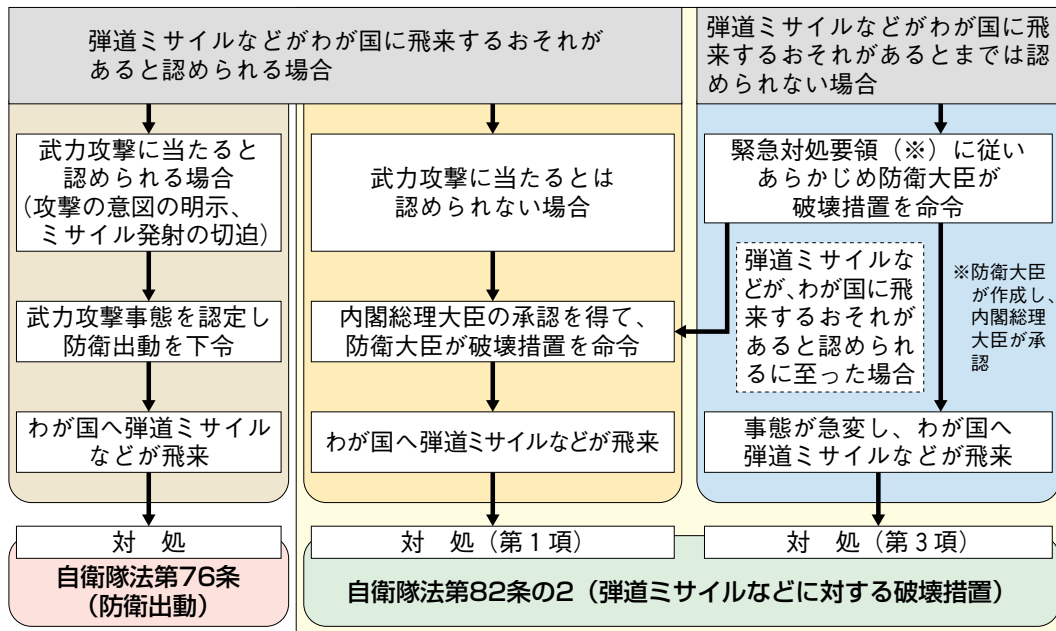 弾道ミサイルなどがわが国に飛来するおそれが
あると認められる場合
弾道ミサイルなどがわが国に飛
来するおそれがあるとまでは認
められない場合
武力攻撃に当たると
認められる場合
(攻撃の意図の明示、
ミサイル発射の切迫)
武力攻撃に当たるとは
認められない場合
緊急対処要領(※)に従い
あらかじめ防衛大臣が
破壊措置を命令
弾道ミサイルな
どが、わが国に飛
来するおそれが
あると認められ
るに至った場合
※防衛大臣
が作成し、
内閣総理
大臣が承
認
武力攻撃事態を認定し
防衛出動を下令
内閣総理大臣の承認を得て、
防衛大臣が破壊措置を命令
わが国へ弾道ミサイル
などが飛来
わが国へ弾道ミサイルなどが飛来
事態が急変し、わが国へ
弾道ミサイルなどが飛来
対 処
対 処(第1項)
対 処(第3項)
自衛隊法第76条
(防衛出動)
自衛隊法第82条の2(弾道ミサイルなどに対する破壊措置)